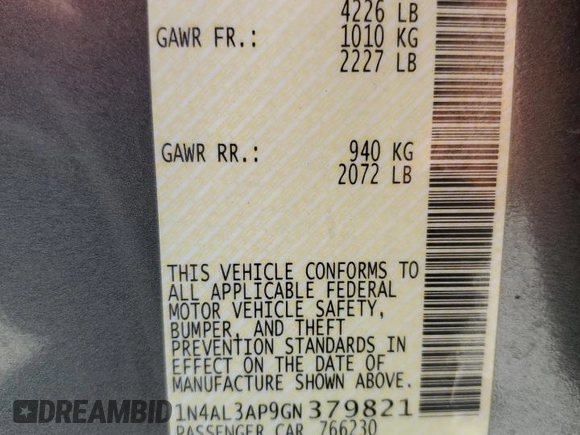 4226 LB
GAWR FR.: 1010 KG
2227 LB
GAWR RR.: 940 KG
2072 LB
THIS VEHICLE CONFORMS TO
ALL APPLICABLE FEDERAL
MOTOR VEHICLE SAFETY,
BUMPER, AND THEFT
PREVENTION STANDARDS IN
EFFECT ON THE DATE OF
MANUFACTURE SHOWN ABOVE.
1N4AL3AP9GN379821
PASSENGER CAR 766230
DREAMBID